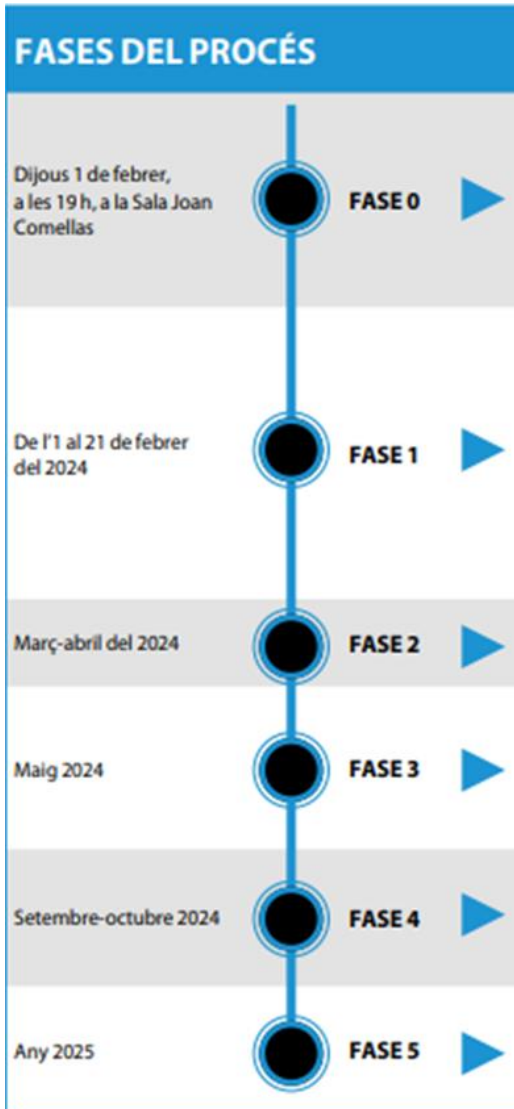 FASES DEL PROCÉS
Dijous 1 de febrer,
a les 19 h, a la Sala Joan
Comellas
FASE 0
De l'1 al 21 de febrer
del 2024
FASE 1
Març-abril del 2024
FASE 2
Maig 2024
FASE 3
Setembre-octubre 2024
FASE 4
Any 2025
FASE 5